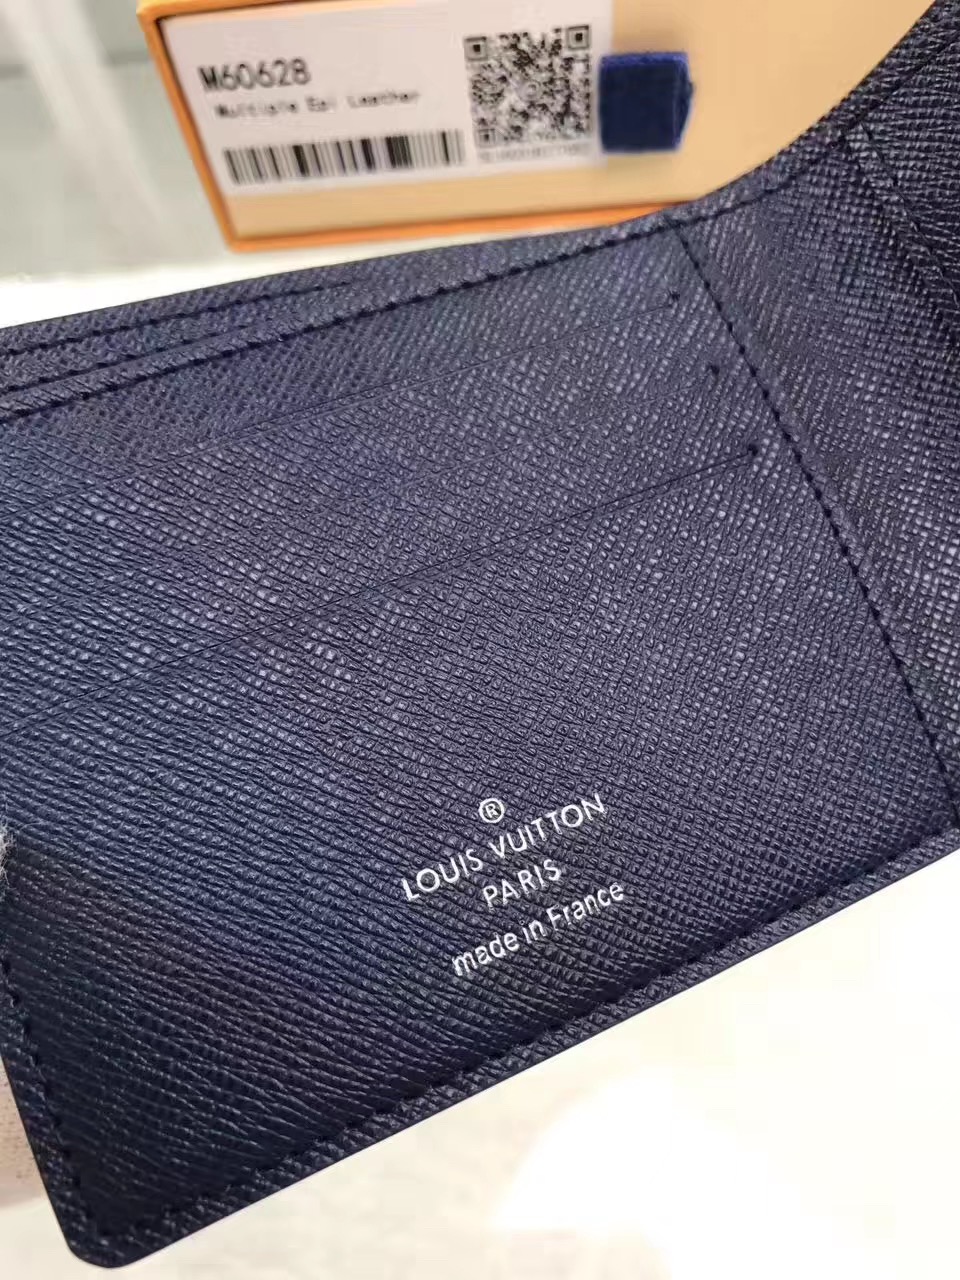 M60628
Multiple Epi Leather
®
LOUIS VUITTON
PARIS
made in France